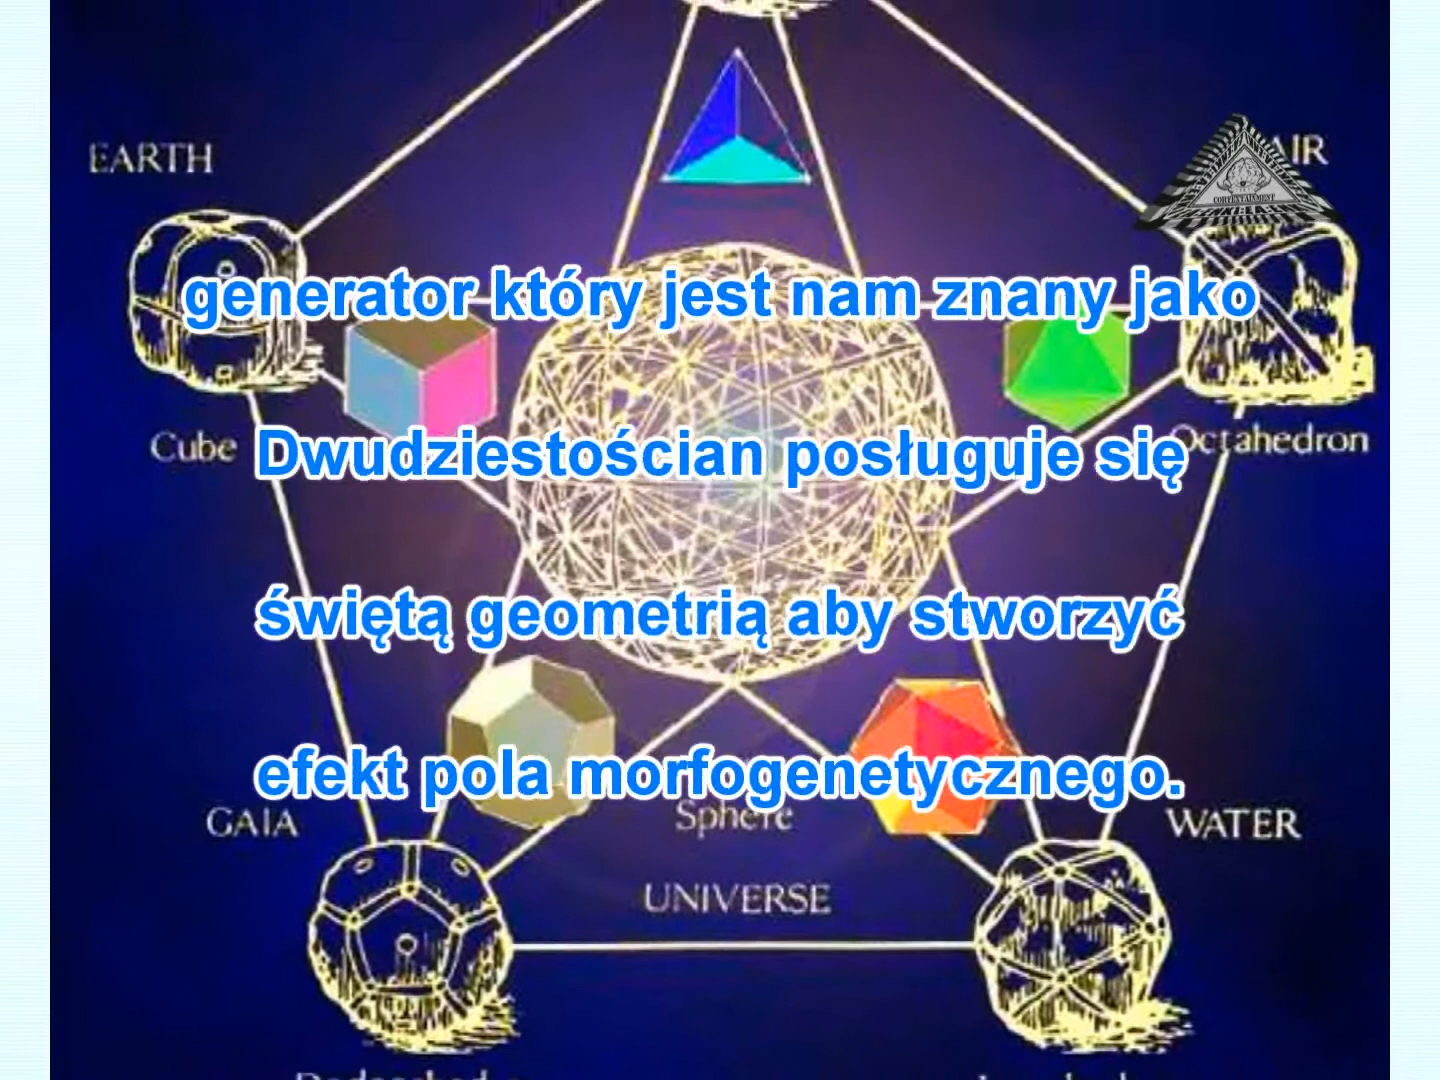 EARTH
AIR
CORTEXTAINMENT
generator który jest nam znany jako
Cube
Octahedron
Dwudziestościan posługuje się
świętą geometrią aby stworzyć
efekt pola morfogenetycznego.
Sphere
GAIA
WATER
UNIVERSE